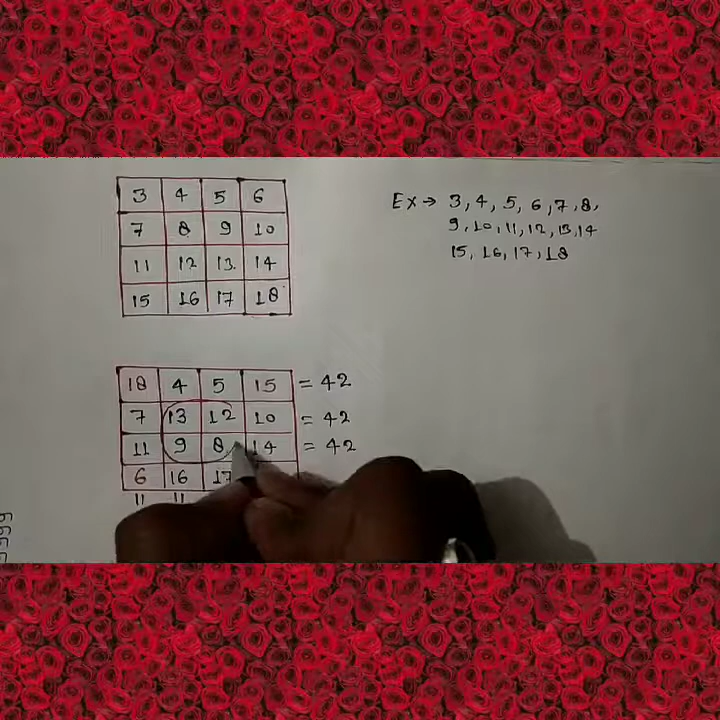 3 4 5 6
7 8 9 10
11 12 13 14
15 16 17 18
Ex → 3, 4, 5, 6, 7, 8,
9, 10, 11, 12, 13, 14
15, 16, 17, 18
18 4 5 15 = 42
7 13 12 10 = 42
11 9 8 14 = 42
6 16 17